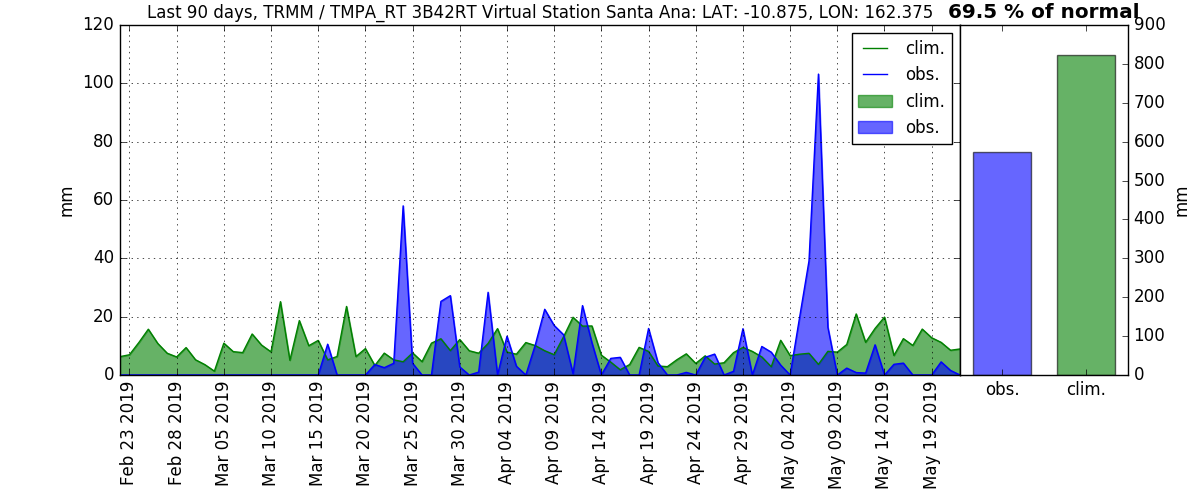 Last 90 days, TRMM / TMPA_RT 3B42RT Virtual Station Santa Ana: LAT: -10.875, LON: 162.375
69.5 % of normal
120
100
80
60
40
20
0
mm
clim.
obs.
clim.
obs.
Feb 23 2019
Feb 28 2019
Mar 05 2019
Mar 10 2019
Mar 15 2019
Mar 20 2019
Mar 25 2019
Mar 30 2019
Apr 04 2019
Apr 09 2019
Apr 14 2019
Apr 19 2019
Apr 24 2019
Apr 29 2019
May 04 2019
May 09 2019
May 14 2019
May 19 2019
900
800
700
600
500
400
300
200
100
0
mm
obs.
clim.